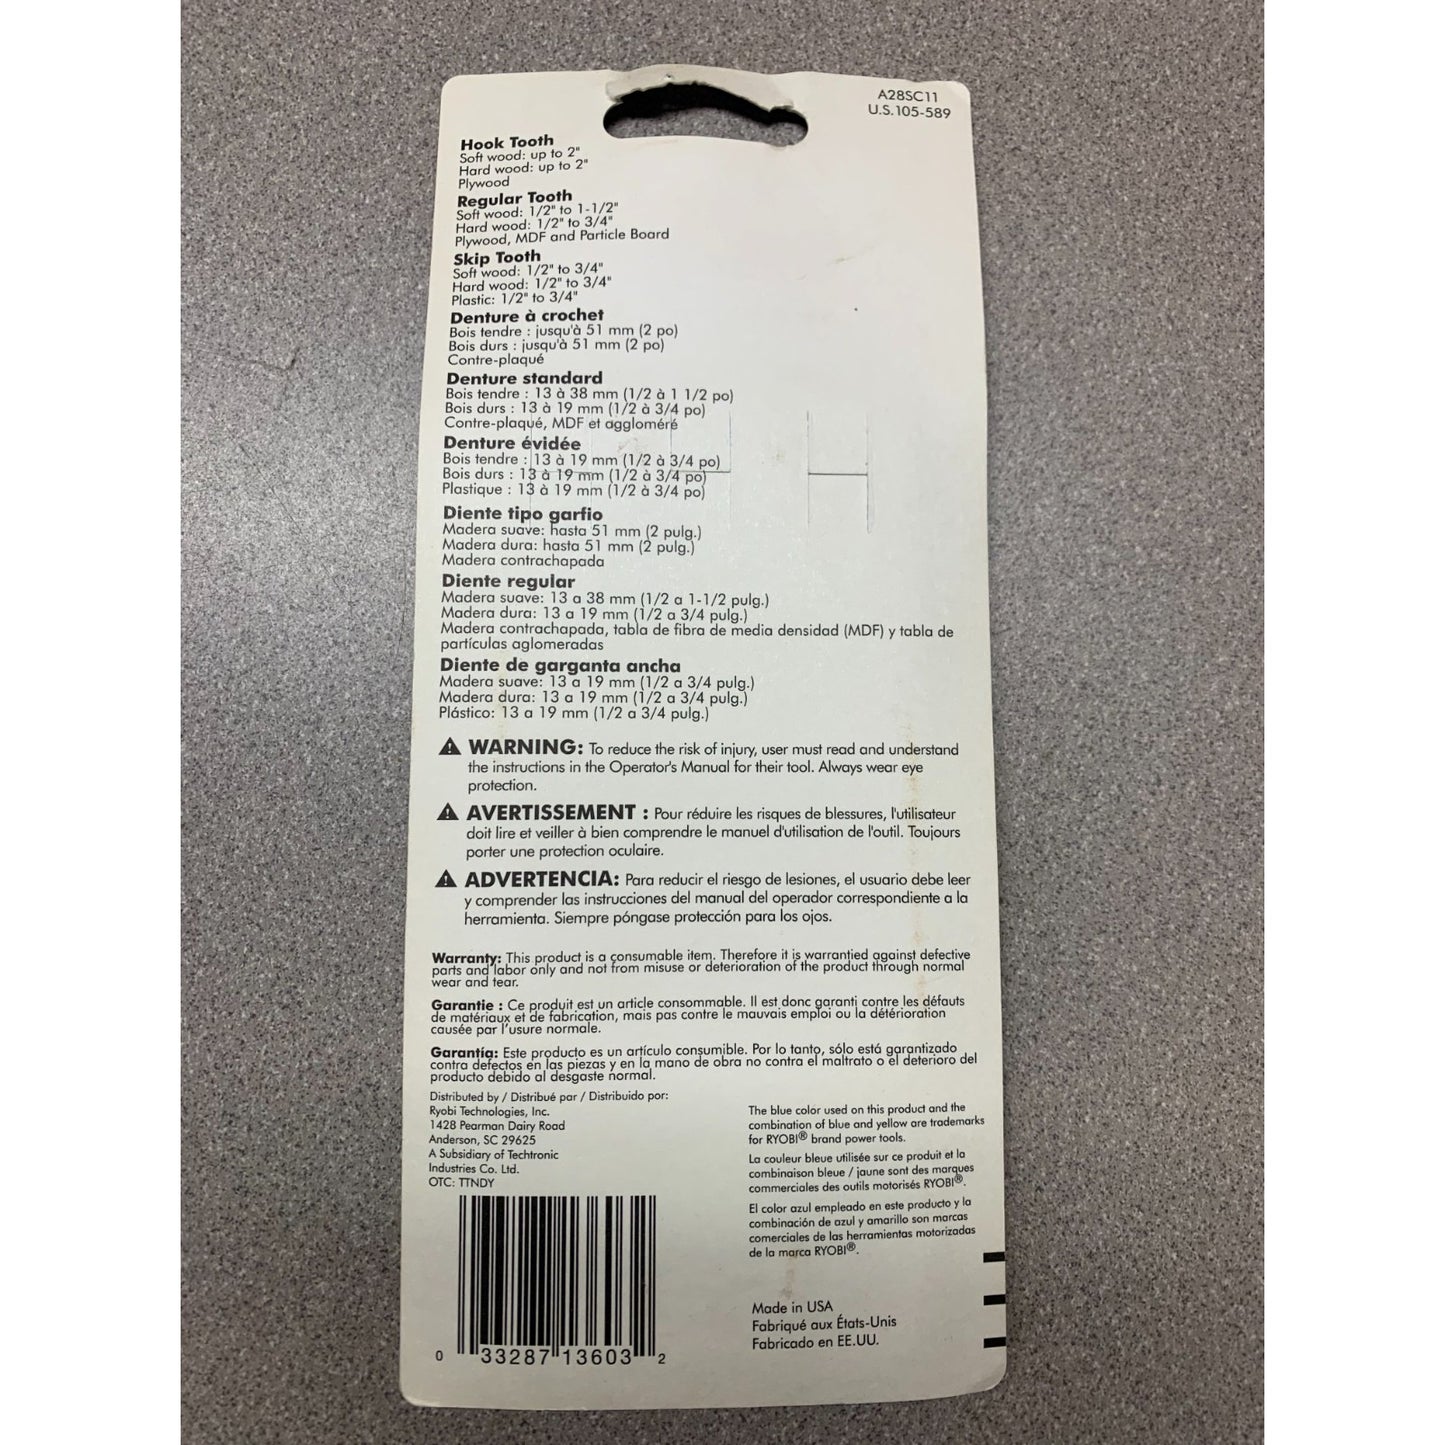 A28SC11
U.S.105-589
Hook Tooth
Soft wood: up to 2"
Hard wood: up to 2"
Plywood
Regular Tooth
Soft wood: 1/2" to 1-1/2"
Hard wood: 1/2" to 3/4"
Plywood, MDF and Particle Board
Skip Tooth
Soft wood: 1/2" to 3/4"
Hard wood: 1/2" to 3/4"
Plastic: 1/2" to 3/4"
Denture à crochet
Bois tendre : jusqu'à 51 mm (2 po)
Bois durs : jusqu'à 51 mm (2 po)
Contre-plaqué
Denture standard
Bois tendre : 13 à 38 mm (1/2 à 1 1/2 po)
Bois durs : 13 à 19 mm (1/2 à 3/4 po)
Contre-plaqué, MDF et aggloméré
Denture évidée
Bois tendre : 13 à 19 mm (1/2 à 3/4 po)
Bois durs : 13 à 19 mm (1/2 à 3/4 po)
Plastique : 13 à 19 mm (1/2 à 3/4 po)
Diente tipo garfio
Madera suave: hasta 51 mm (2 pulg.)
Madera dura: hasta 51 mm (2 pulg.)
Madera contrachapada
Diente regular
Madera suave: 13 a 38 mm (1/2 a 1-1/2 pulg.)
Madera dura: 13 a 19 mm (1/2 a 3/4 pulg.)
Madera contrachapada, tabla de fibra de media densidad (MDF) y tabla de
partículas aglomeradas
Diente de garganta ancha
Madera suave: 13 a 19 mm (1/2 a 3/4 pulg.)
Madera dura: 13 a 19 mm (1/2 a 3/4 pulg.)
Plástico: 13 a 19 mm (1/2 a 3/4 pulg.)
WARNING: To reduce the risk of injury, user must read and understand
the instructions in the Operator's Manual for their tool. Always wear eye
protection.
AVERTISSEMENT : Pour réduire les risques de blessures, l'utilisateur
doit lire et veiller à bien comprendre le manuel d'utilisation de l'outil. Toujours
porter une protection oculaire.
ADVERTENCIA: Para reducir el riesgo de lesiones, el usuario debe leer
y comprender las instrucciones del manual del operador correspondiente a la
herramienta. Siempre póngase protección para los ojos.
Warranty: This product is a consumable item. Therefore it is warrantied against defective
parts and labor only and not from misuse or deterioration of the product through normal
wear and tear.
Garantie : Ce produit est un article consommable. Il est donc garanti contre les défauts
de matériaux et de fabrication, mais pas contre le mauvais emploi ou la détérioration
causée par l'usure normale.
Garantía: Este producto es un artículo consumible. Por lo tanto, sólo está garantizado
contra defectos en las piezas y en la mano de obra no contra el maltrato o el deterioro del
producto debido al desgaste normal.
Distributed by / Distribué par / Distribuido por:
Ryobi Technologies, Inc.
1428 Pearman Dairy Road
Anderson, SC 29625
A Subsidiary of Techtronic
Industries Co. Ltd.
OTC: TTNDY
The blue color used on this product and the
combination of blue and yellow are trademarks
for RYOBI® brand power tools.
La couleur bleue utilisée sur ce produit et la
combinaison bleue / jaune sont des marques
commerciales des outils motorisés RYOBI®.
El color azul empleado en este producto y la
combinación de azul y amarillo son marcas
comerciales de las herramientas motorizadas
de la marca RYOBI®.
Made in USA
Fabriqué aux États-Unis
Fabricado en EE.UU.
0 33287 13603 2